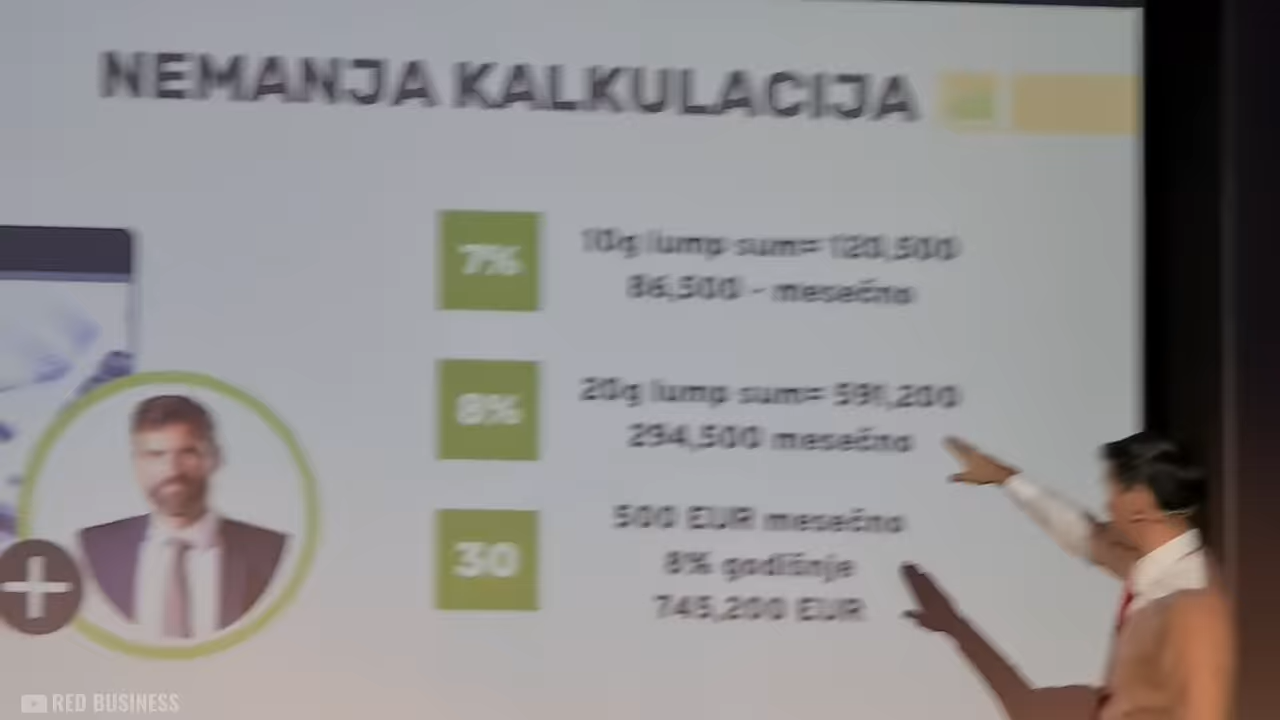 NEMANJA KALKULACIJA
7%
10g lump sum= 120,500
86,500 - mesečno
8%
20g lump sum= 591,200
294,500 mesečno
30
500 EUR mesečno
8% godišnje
745,200 EUR
RED BUSINESS